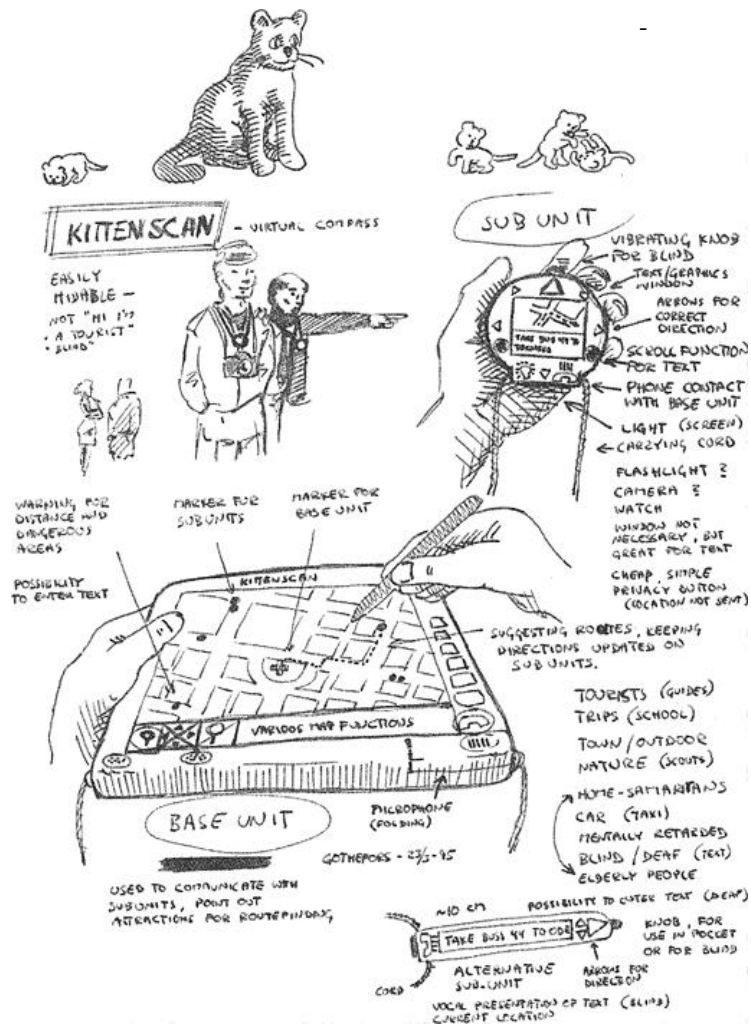 KITTENSCAN - VIRTUAL COMPASS
EASILY
HIDABLE -
NOT "HI I'M
· A TOURIST"
· "BLIND"
SUB UNIT
VIBRATING KNOB
FOR BLIND
TEXT/GRAPHICS
WINDOW
ARROWS FOR
CORRECT
DIRECTION
SCROLL FUNCTION
FOR TEXT
PHONE CONTACT
WITH BASE UNIT
LIGHT (SCREEN)
CARRYING CORD
TAKE BUS 44 TO
FLASHLIGHT ?
CAMERA ?
WATCH
WINDOW NOT
NECESSARY, BUT
GREAT FOR TEXT
CHEAP, SIMPLE
PRIVACY BUTTON
(LOCATION NOT SENT)
WARNING FOR
DISTANCE AND
DANGEROUS
AREAS
POSSIBILITY
TO ENTER TEXT
MARKER FOR
SUBUNITS
MARKER FOR
BASE UNIT
KITTENSCAN
SUGGESTING ROUTES, KEEPING
DIRECTIONS UPDATED ON
SUB UNITS.
VARIOUS MAP FUNCTIONS
MICROPHONE
(FOLDING)
BASE UNIT
USED TO COMMUNICATE WITH
SUBUNITS, POINT OUT
ATTRACTIONS FOR ROUTEFINDING,
TOURISTS (GUIDES)
TRIPS (SCHOOL)
TOWN/OUTDOOR
NATURE (SCOUTS)
HOME-SAMARITANS
CAR (TAXI)
MENTALLY RETARDED
BLIND/DEAF (TEXT)
ELDERLY PEOPLE
~10 CM
POSSIBILITY TO ENTER TEXT (DEAF)
TAKE BUSS 44 TO ODE
KNOB, FOR
USE IN POCKET
OR FOR BLIND
CORD
ALTERNATIVE
SUB-UNIT
ARROWS FOR
DIRECTION
VOCAL PRESENTATION OF TEXT (BLIND)
CURRENT LOCATION